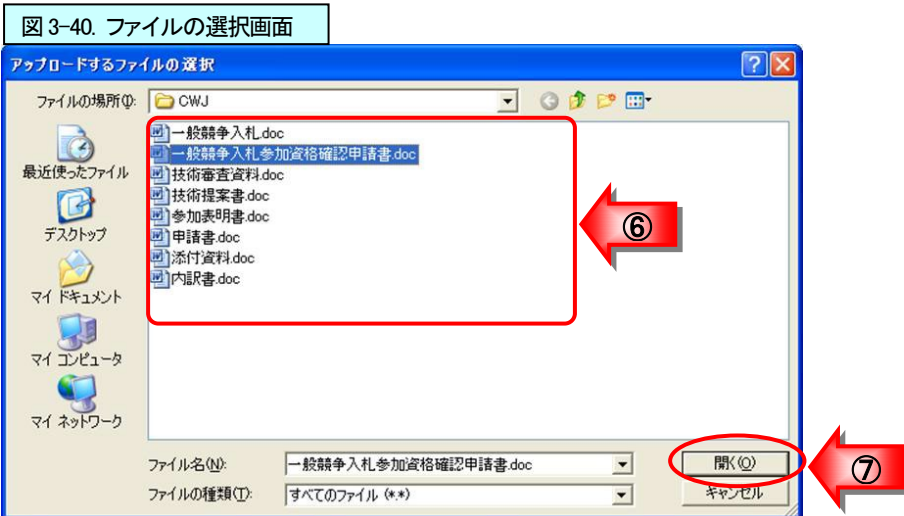 図 3-40. ファイルの選択画面
アップロードするファイルの選択
ファイルの場所(I):
CWJ
最近使ったファイル
デスクトップ
マイ ドキュメント
マイ コンピュータ
マイ ネットワーク
一般競争入札.doc
一般競争入札参加資格確認申請書.doc
技術審査資料.doc
技術提案書.doc
参加表明書.doc
申請書.doc
添付資料.doc
内訳書.doc
⑥
ファイル名(N):
一般競争入札参加資格確認申請書.doc
開く(O)
⑦
ファイルの種類(T):
すべてのファイル (*.*)
キャンセル